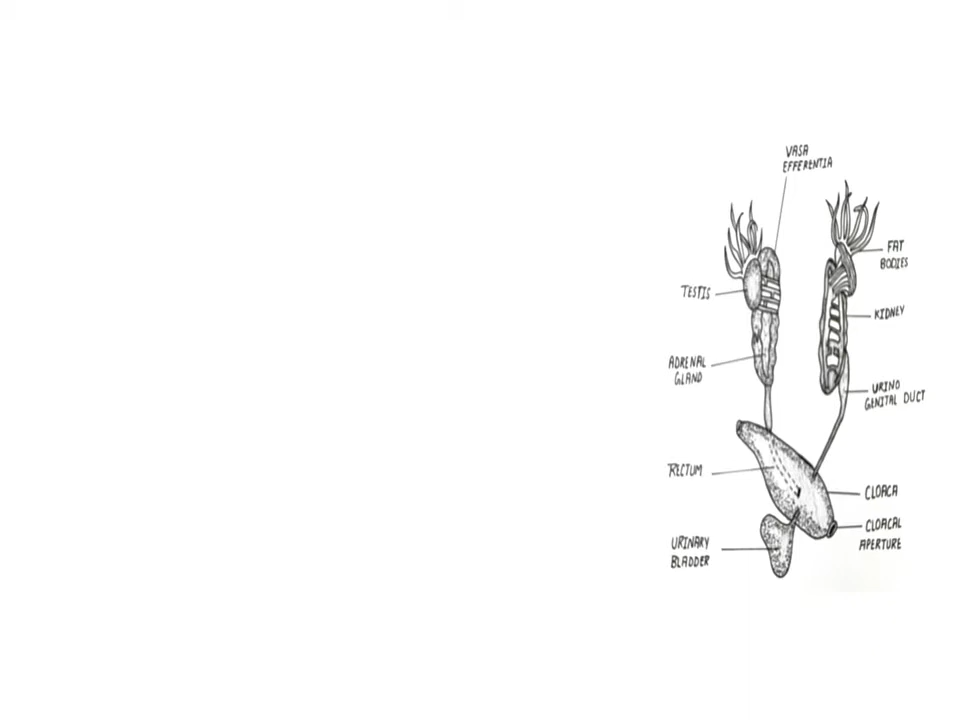 VASA
EFFERENTIA
FAT
BODIES
TESTIS
KIDNEY
ADRENAL
GLAND
URINO
GENITAL DUCT
RECTUM
CLOACA
CLOACAL
APERTURE
URINARY
BLADDER